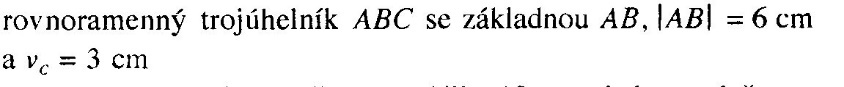 rovnoramenný trojúhelník ABC se základnou AB, |AB| = 6 cm
a v_c = 3 cm